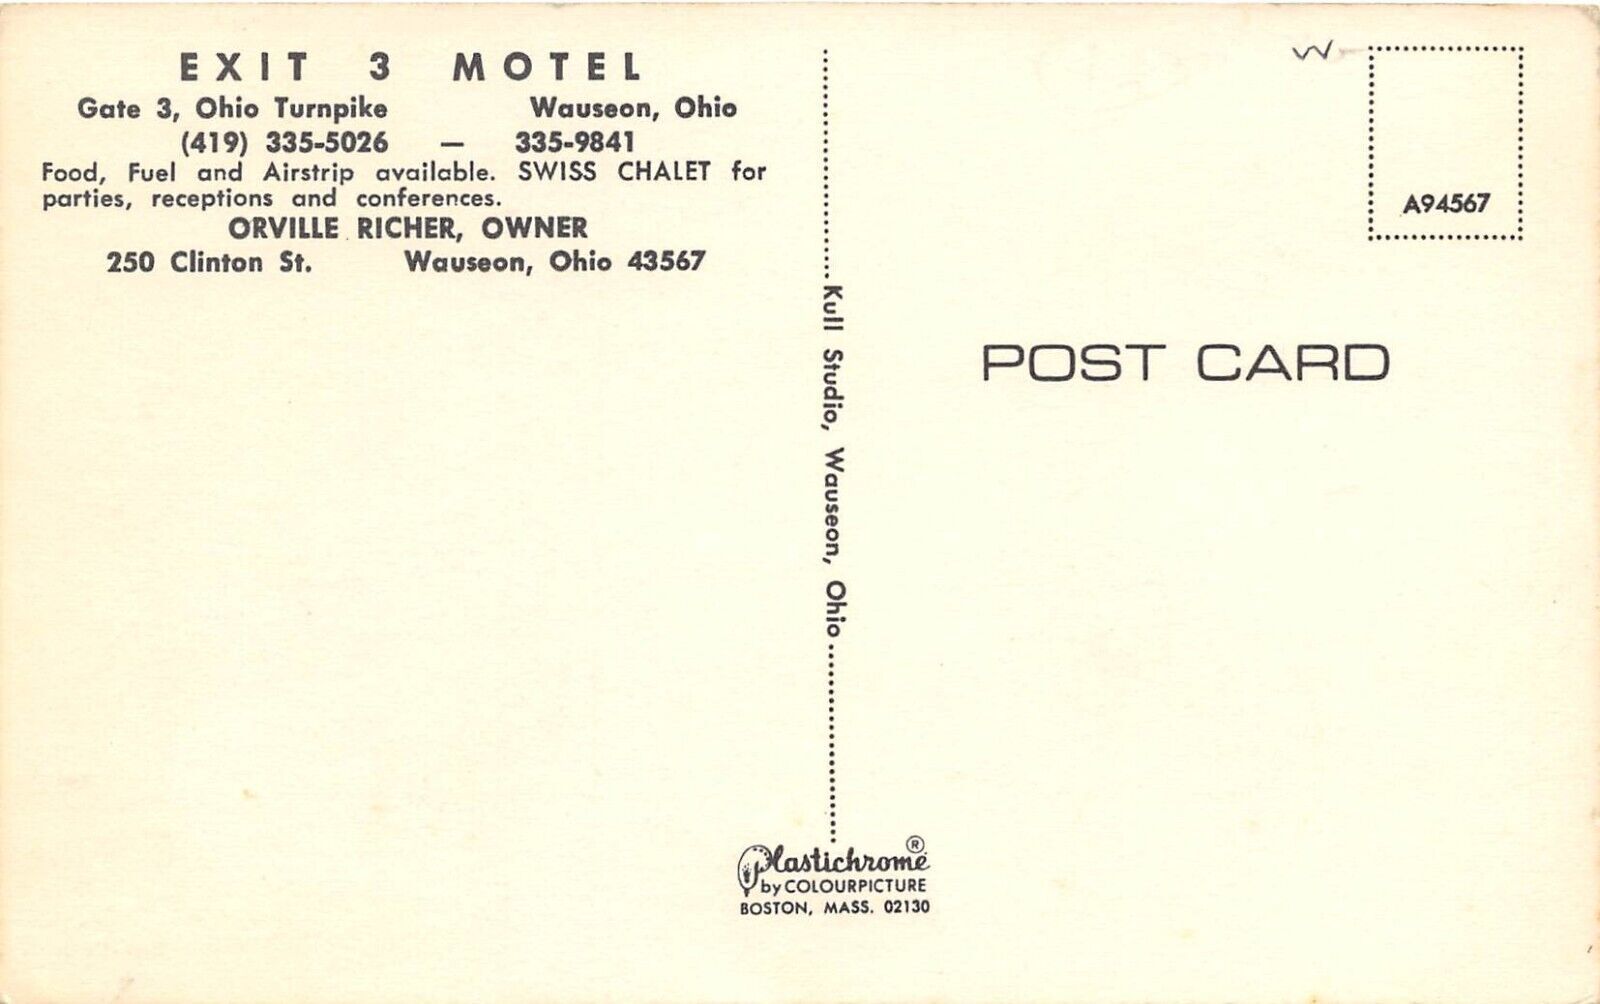 EXIT 3 MOTEL
Gate 3, Ohio Turnpike Wauseon, Ohio
(419) 335-5026 — 335-9841
Food, Fuel and Airstrip available. SWISS CHALET for
parties, receptions and conferences.
ORVILLE RICHER, OWNER
250 Clinton St. Wauseon, Ohio 43567
Kull Studio, Wauseon, Ohio
Plastichrome®
by COLOURPICTURE
BOSTON, MASS. 02130
W
A94567
POST CARD